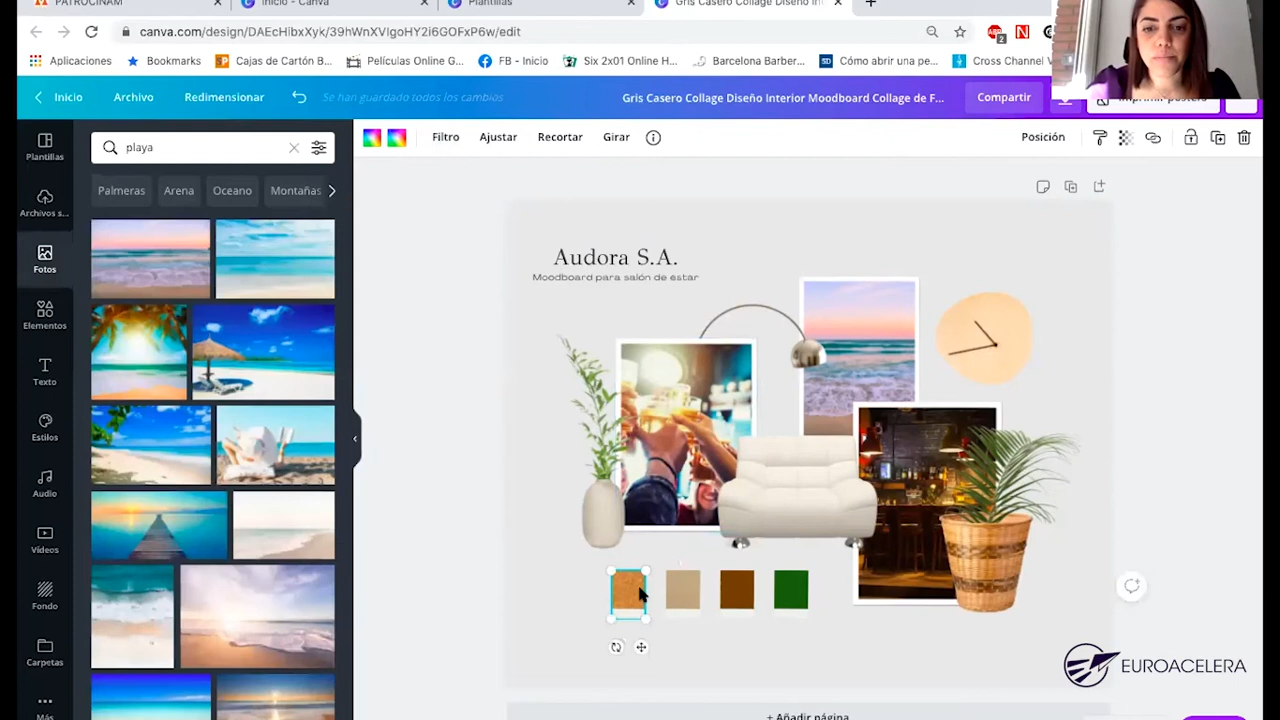 PATROCINAM
Inicio - Canva
Plantillas
Gris Casero Collage Diseño In
canva.com/design/DAEcHibxXyk/39hWnXVIgoHY2i6GOFxP6w/edit
Aplicaciones
Bookmarks
Cajas de Cartón B...
Películas Online G...
FB - Inicio
Six 2x01 Online H...
Barcelona Barber...
Cómo abrir una pe...
Cross Channel
Inicio
Archivo
Redimensionar
Se han guardado todos los cambios
Gris Casero Collage Diseño Interior Moodboard Collage de F...
Compartir
Imprimir pósters
Plantillas
Archivos s...
Fotos
Elementos
Texto
Estilos
Audio
Vídeos
Fondo
Carpetas
Más
playa
Palmeras
Arena
Oceano
Montañas
Filtro
Ajustar
Recortar
Girar
Posición
Audora S.A.
Moodboard para salón de estar
+ Añadir página
EUROACELERA